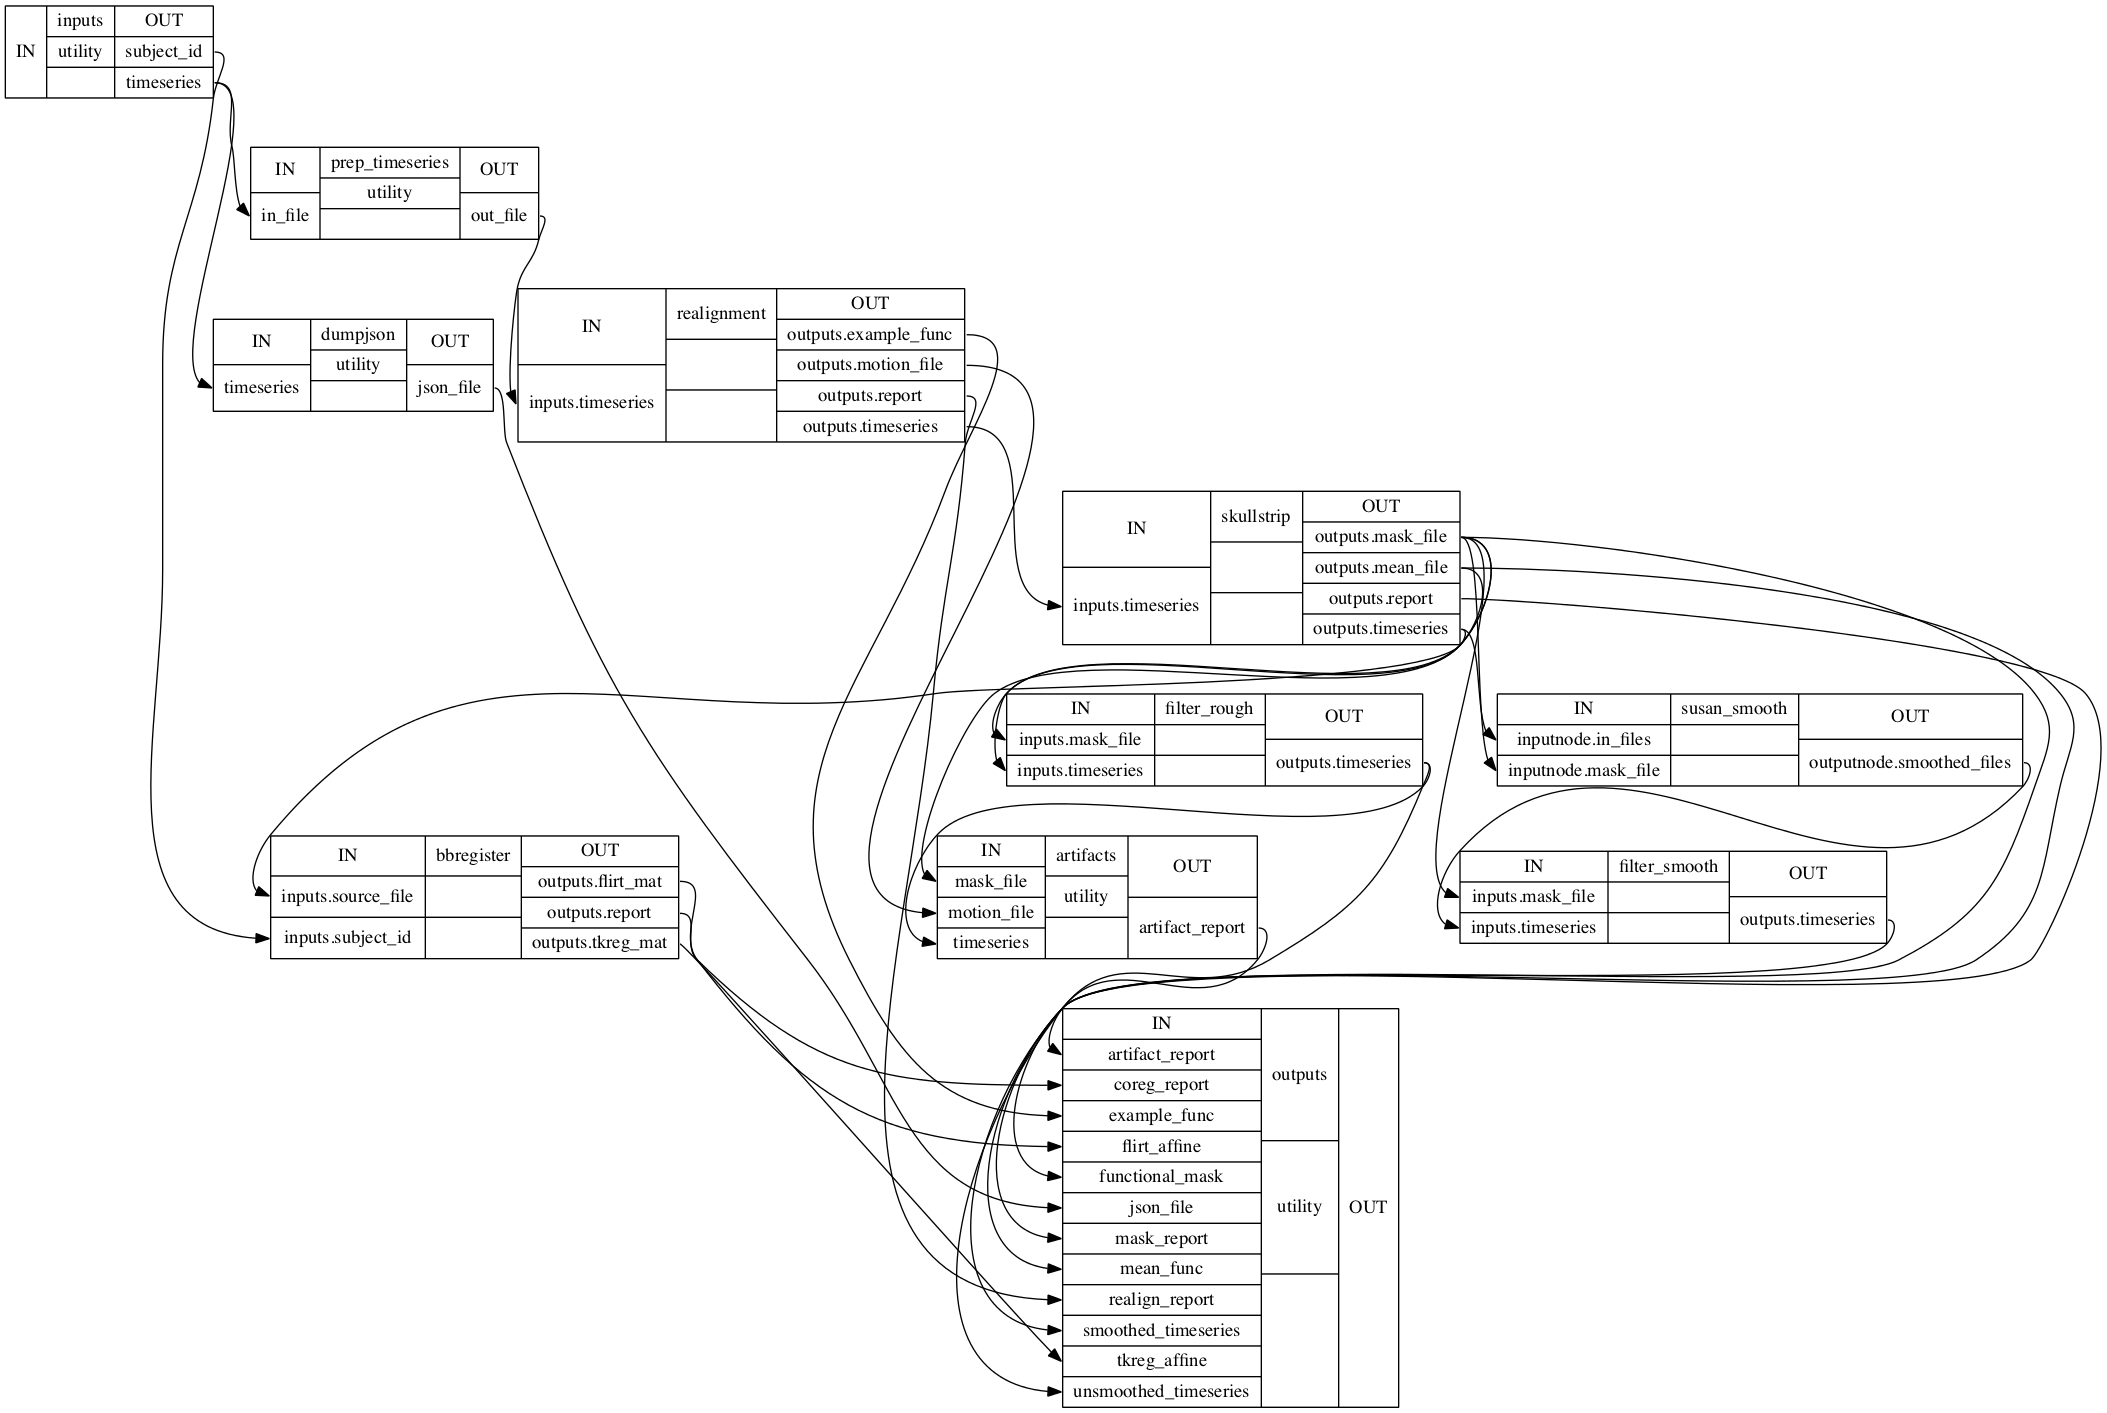 IN
inputs
utility
OUT
subject_id
timeseries
IN
in_file
prep_timeseries
utility
OUT
out_file
IN
timeseries
dumpjson
utility
OUT
json_file
IN
inputs.timeseries
realignment
OUT
outputs.example_func
outputs.motion_file
outputs.report
outputs.timeseries
IN
inputs.timeseries
skullstrip
OUT
outputs.mask_file
outputs.mean_file
outputs.report
outputs.timeseries
IN
inputs.mask_file
inputs.timeseries
filter_rough
OUT
outputs.timeseries
IN
inputnode.in_files
inputnode.mask_file
susan_smooth
OUT
outputnode.smoothed_files
IN
inputs.source_file
inputs.subject_id
bbregister
OUT
outputs.flirt_mat
outputs.report
outputs.tkreg_mat
IN
mask_file
motion_file
timeseries
artifacts
utility
OUT
artifact_report
IN
inputs.mask_file
inputs.timeseries
filter_smooth
OUT
outputs.timeseries
IN
artifact_report
coreg_report
example_func
flirt_affine
functional_mask
json_file
mask_report
mean_func
realign_report
smoothed_timeseries
tkreg_affine
unsmoothed_timeseries
outputs
utility
OUT